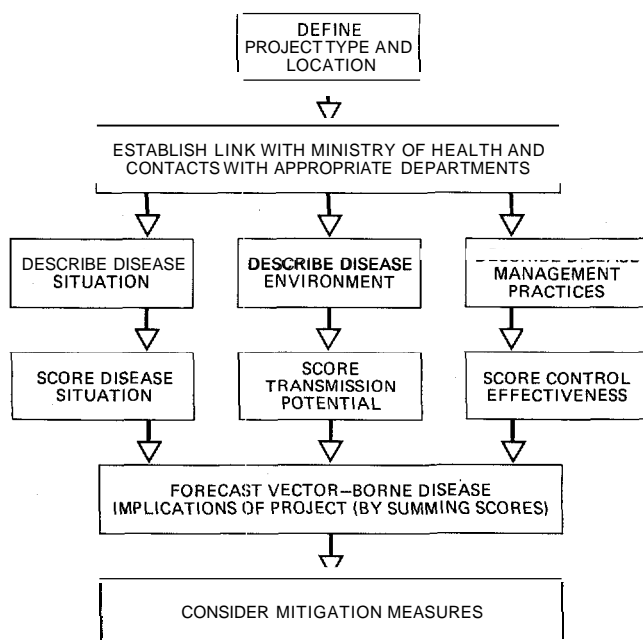 DEFINE
PROJECT TYPE AND
LOCATION
ESTABLISH LINK WITH MINISTRY OF HEALTH AND
CONTACTS WITH APPROPRIATE DEPARTMENTS
DESCRIBE DISEASE
SITUATION
DESCRIBE DISEASE
ENVIRONMENT
DESCRIBE DISEASE
MANAGEMENT
PRACTICES
SCORE DISEASE
SITUATION
SCORE
TRANSMISSION
POTENTIAL
SCORE CONTROL
EFFECTIVENESS
FORECAST VECTOR–BORNE DISEASE
IMPLICATIONS OF PROJECT (BY SUMMING SCORES)
CONSIDER MITIGATION MEASURES